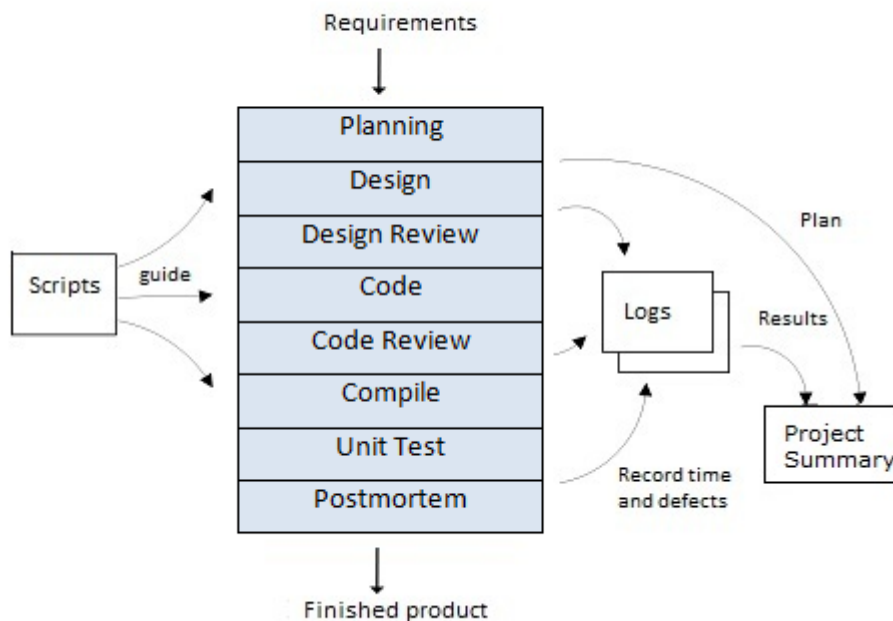 Requirements
Planning
Design
Design Review
Code
Code Review
Compile
Unit Test
Postmortem
Finished product
Scripts
guide
Logs
Plan
Results
Record time
and defects
Project
Summary